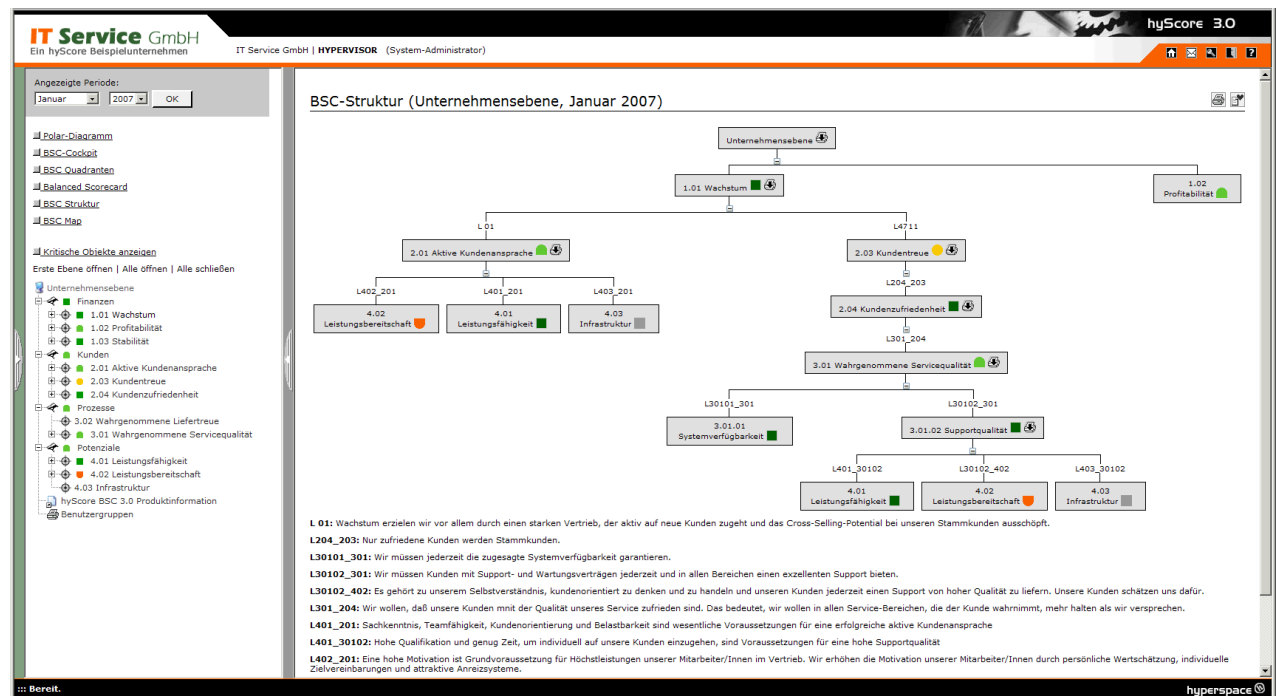 hyScore 3.0
IT Service GmbH
Ein hyScore Beispielunternehmen
IT Service GmbH | HYPERVISOR (System-Administrator)
Angezeigte Periode:
Januar 2007 OK
Polar-Diagramm
BSC-Cockpit
BSC Quadranten
Balanced Scorecard
BSC Struktur
BSC Map
Kritische Objekte anzeigen
Erste Ebene öffnen | Alle öffnen | Alle schließen
Unternehmensebene
Finanzen
1.01 Wachstum
1.02 Profitabilität
1.03 Stabilität
Kunden
2.01 Aktive Kundenansprache
2.03 Kundentreue
2.04 Kundenzufriedenheit
Prozesse
3.02 Wahrgenommene Liefertreue
3.01 Wahrgenommene Servicequalität
Potenziale
4.01 Leistungsfähigkeit
4.02 Leistungsbereitschaft
4.03 Infrastruktur
hyScore BSC 3.0 Produktinformation
Benutzergruppen
BSC-Struktur (Unternehmensebene, Januar 2007)
Unternehmensebene
1.01 Wachstum
1.02
Profitabilität
L 01
L4711
2.01 Aktive Kundenansprache
2.03 Kundentreue
L402_201
L401_201
L403_201
L204_203
4.02
Leistungsbereitschaft
4.01
Leistungsfähigkeit
4.03
Infrastruktur
2.04 Kundenzufriedenheit
L301_204
3.01 Wahrgenommene Servicequalität
L30101_301
L30102_301
3.01.01
Systemverfügbarkeit
3.01.02 Supportqualität
L401_30102
L30102_402
L403_30102
4.01
Leistungsfähigkeit
4.02
Leistungsbereitschaft
4.03
Infrastruktur
L 01: Wachstum erzielen wir vor allem durch einen starken Vertrieb, der aktiv auf neue Kunden zugeht und das Cross-Selling-Potential bei unseren Stammkunden ausschöpft.
L204_203: Nur zufriedene Kunden werden Stammkunden.
L30101_301: Wir müssen jederzeit die zugesagte Systemverfügbarkeit garantieren.
L30102_301: Wir müssen Kunden mit Support- und Wartungsverträgen jederzeit und in allen Bereichen einen exzellenten Support bieten.
L30102_402: Es gehört zu unserem Selbstverständnis, kundenorientiert zu denken und zu handeln und unseren Kunden jederzeit einen Support von hoher Qualität zu liefern. Unsere Kunden schätzen uns dafür.
L301_204: Wir wollen, daß unsere Kunden mnit der Qualität unseres Service zufrieden sind. Das bedeutet, wir wollen in allen Service-Bereichen, die der Kunde wahrnimmt, mehr halten als wir versprechen.
L401_201: Sachkenntnis, Teamfähigkeit, Kundenorientierung und Belastbarkeit sind wesentliche Voraussetzungen für eine erfolgreiche aktive Kundenansprache
L401_30102: Hohe Qualifikation und genug Zeit, um individuell auf unsere Kunden einzugehen, sind Voraussetzungen für eine hohe Supportqualität
L402_201: Eine hohe Motivation ist Grundvoraussetzung für Höchstleistungen unserer Mitarbeiter/Innen im Vertrieb. Wir erhöhen die Motivation unserer Mitarbeiter/Innen durch persönliche Wertschätzung, individuelle
Zielvereinbarungen und attraktive Anreizsysteme.
::: Bereit.
hyperspace